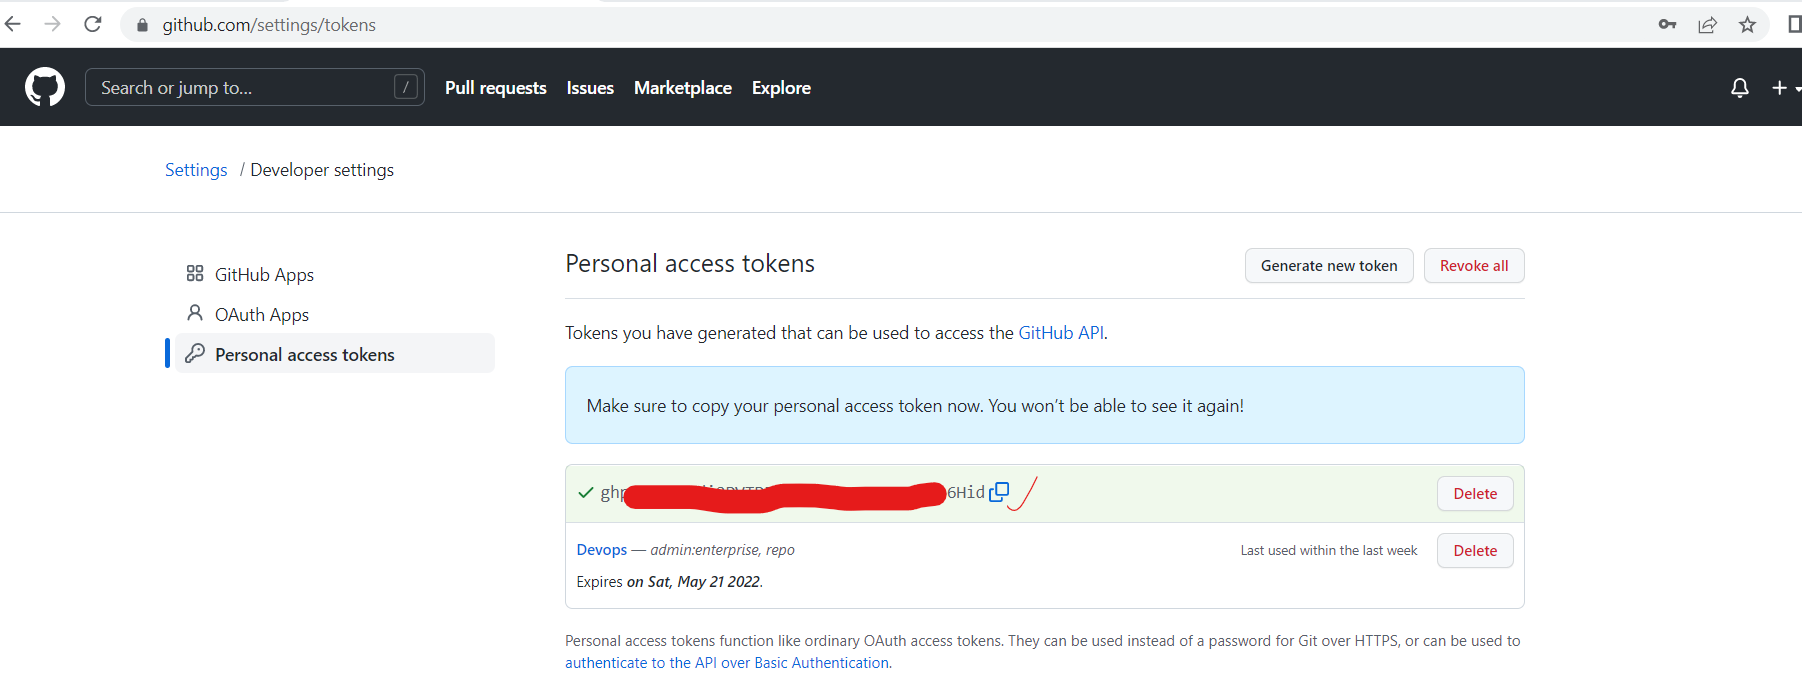 github.com/settings/tokens
Search or jump to... /
Pull requests Issues Marketplace Explore
Settings / Developer settings
GitHub Apps
OAuth Apps
Personal access tokens
Personal access tokens
Generate new token Revoke all
Tokens you have generated that can be used to access the GitHub API.
Make sure to copy your personal access token now. You won't be able to see it again!
ghp 6Hid Delete
Devops — admin:enterprise, repo Last used within the last week Delete
Expires on Sat, May 21 2022.
Personal access tokens function like ordinary OAuth access tokens. They can be used instead of a password for Git over HTTPS, or can be used to
authenticate to the API over Basic Authentication.